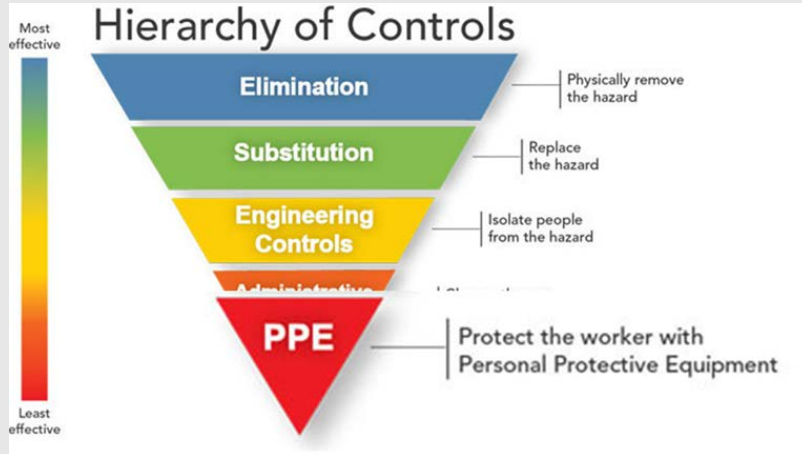 Hierarchy of Controls
Most
effective
Elimination
Physically remove
the hazard
Substitution
Replace
the hazard
Engineering
Controls
Isolate people
from the hazard
Administrative
PPE
Protect the worker with
Personal Protective Equipment
Least
effective